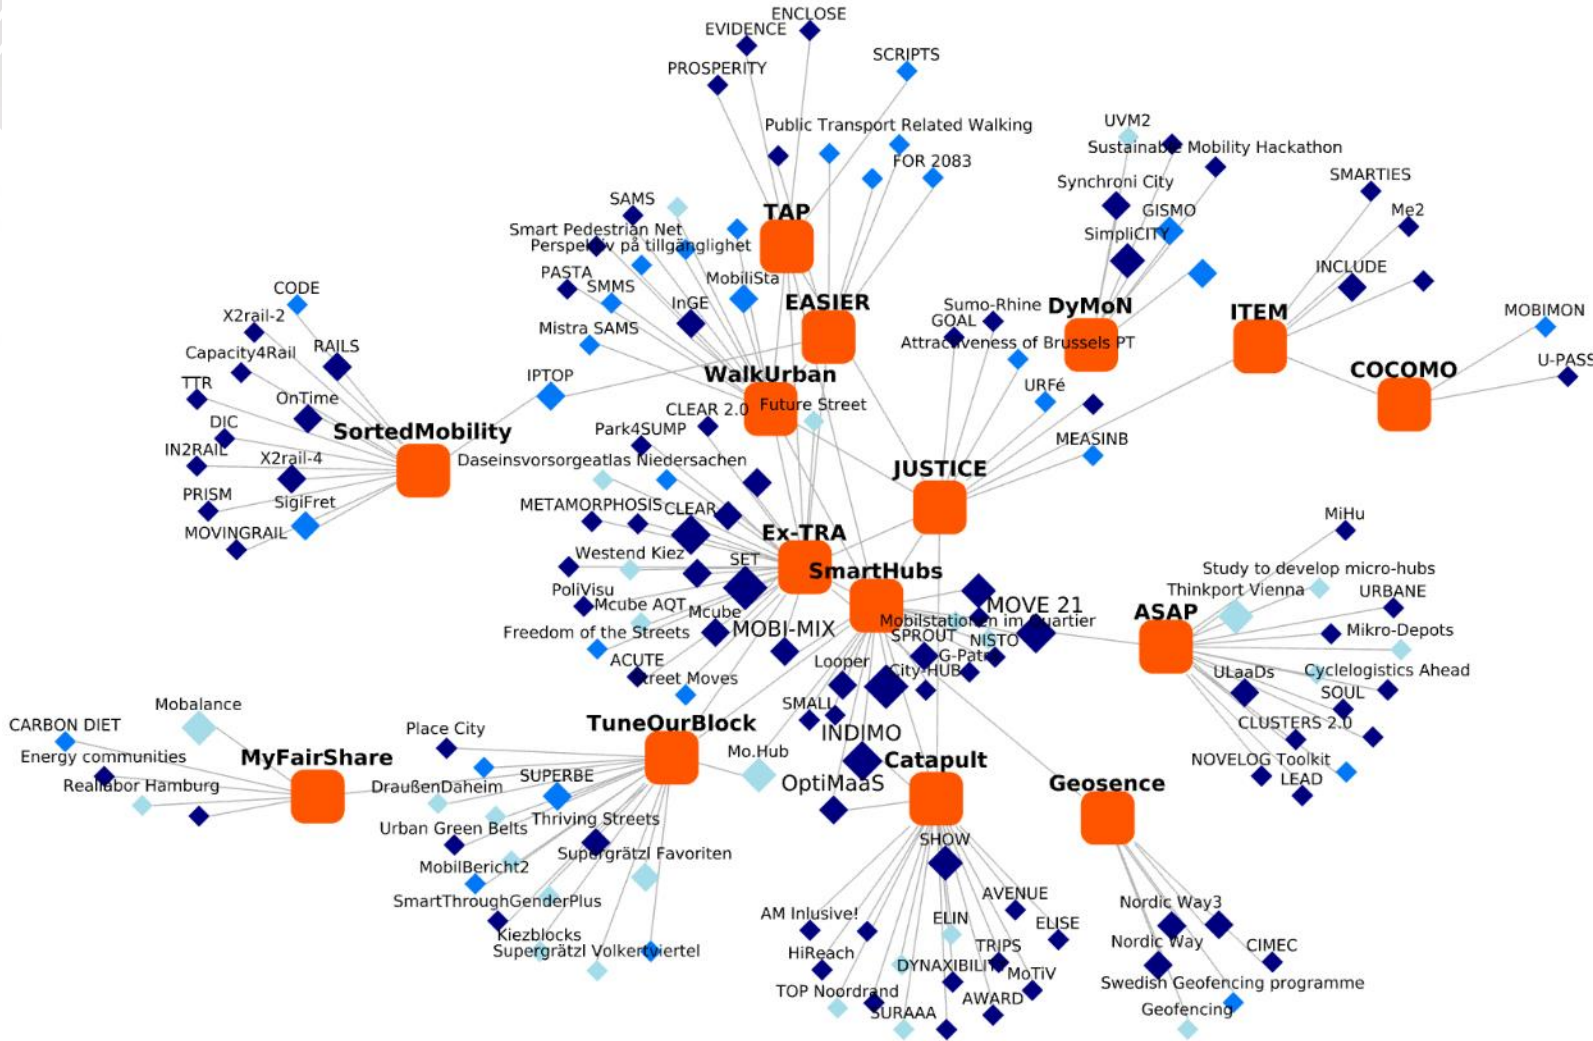 ENCLOSE
EVIDENCE
SCRIPTS
PROSPERITY
Public Transport Related Walking
UVM2
Sustainable Mobility Hackathon
FOR 2083
SMARTIES
Synchroni City
SAMS
TAP
GISMO
Me2
Smart Pedestrian Net
SimpliCITY
Perspektiv på tillgänglighet
PASTA
SMMS
MobiliSta
INCLUDE
CODE
InGE
EASIER
Sumo-Rhine
DyMoN
ITEM
MOBIMON
X2rail-2
GOAL
Mistra SAMS
Attractiveness of Brussels PT
RAILS
Capacity4Rail
U-PASS
IPTOP
WalkUrban
COCOMO
TTR
URFé
OnTime
CLEAR 2.0
Future Street
DIC
SortedMobility
Park4SUMP
MEASINB
IN2RAIL
X2rail-4
Daseinsvorsorgeatlas Niedersachen
JUSTICE
PRISM
SigiFret
METAMORPHOSIS
CLEAR
MiHu
MOVINGRAIL
Ex-TRA
Westend Kiez
SET
SmartHubs
Study to develop micro-hubs
PoliVisu
Thinkport Vienna
URBANE
Mcube AQT
Mcube
MOVE 21
ASAP
Mobilstationen im Quartier
Freedom of the Streets
MOBI-MIX
SPROUT
NISTO
Mikro-Depots
ACUTE
Looper
G-Patra
City-HUB
Street Moves
ULaaDs
Cyclelogistics Ahead
SOUL
Mobalance
SMALL
CARBON DIET
Place City
TuneOurBlock
INDIMO
CLUSTERS 2.0
Energy communities
MyFairShare
Mo.Hub
Catapult
NOVELOG Toolkit
Reallabor Hamburg
DraußenDaheim
SUPERBE
OptiMaaS
Geosence
LEAD
Urban Green Belts
Thriving Streets
MobilBericht2
Supergrätzl Favoriten
SHOW
SmartThroughGenderPlus
AM Inlusive!
ELIN
AVENUE
Nordic Way3
Kiezblocks
ELISE
Supergrätzl Volkertviertel
HiReach
TRIPS
Nordic Way
CIMEC
DYNAXIBILITY
MoTiV
TOP Noordrand
Swedish Geofencing programme
SURAAA
AWARD
Geofencing